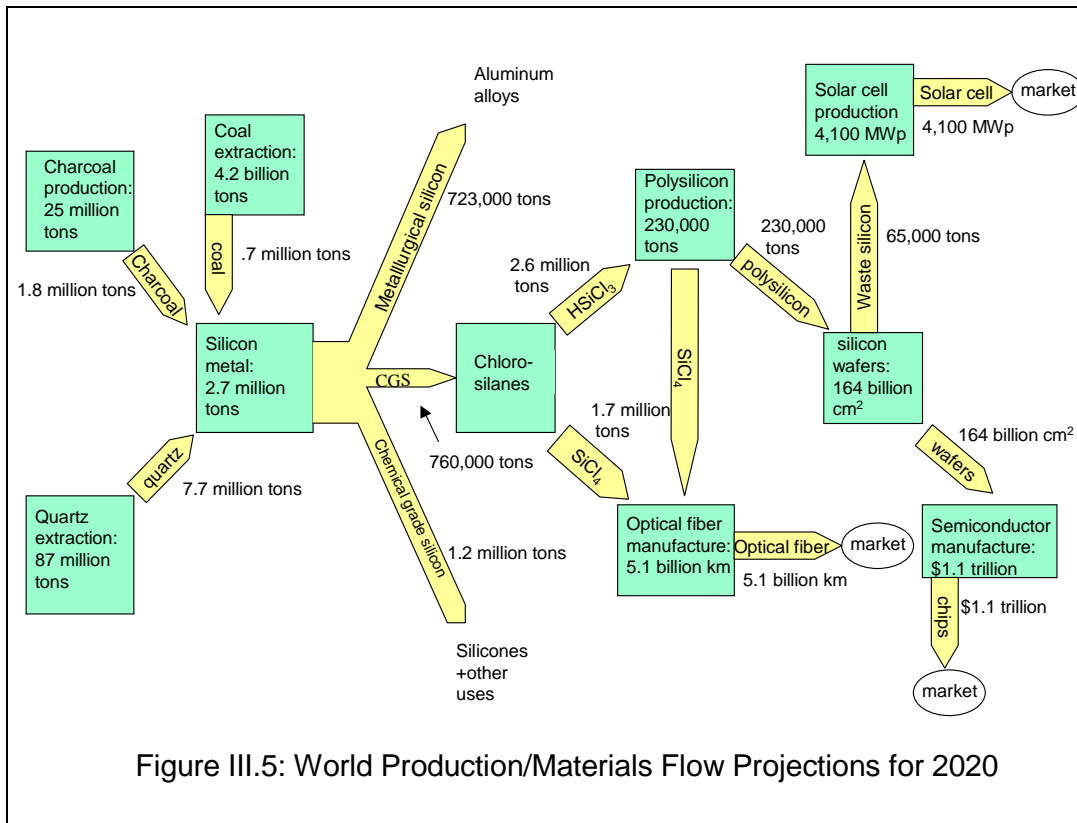 Aluminum
alloys
Solar cell
production
4,100 MWp
Solar cell
market
4,100 MWp
Coal
extraction:
4.2 billion
tons
Charcoal
production:
25 million
tons
coal
.7 million tons
Charcoal
1.8 million tons
Metalllurgical silicon
723,000 tons
Polysilicon
production:
230,000
tons
230,000
tons
polysilicon
Waste silicon
65,000 tons
2.6 million
tons
HSiCl3
Silicon
metal:
2.7 million
tons
CGS
760,000 tons
Chloro-
silanes
SiCl4
1.7 million
tons
SiCl4
silicon
wafers:
164 billion
cm2
164 billion cm2
wafers
quartz
7.7 million tons
Quartz
extraction:
87 million
tons
Chemical grade silicon
1.2 million tons
Silicones
+other
uses
Optical fiber
manufacture:
5.1 billion km
Optical fiber
market
5.1 billion km
Semiconductor
manufacture:
$1.1 trillion
chips
$1.1 trillion
market
Figure III.5: World Production/Materials Flow Projections for 2020